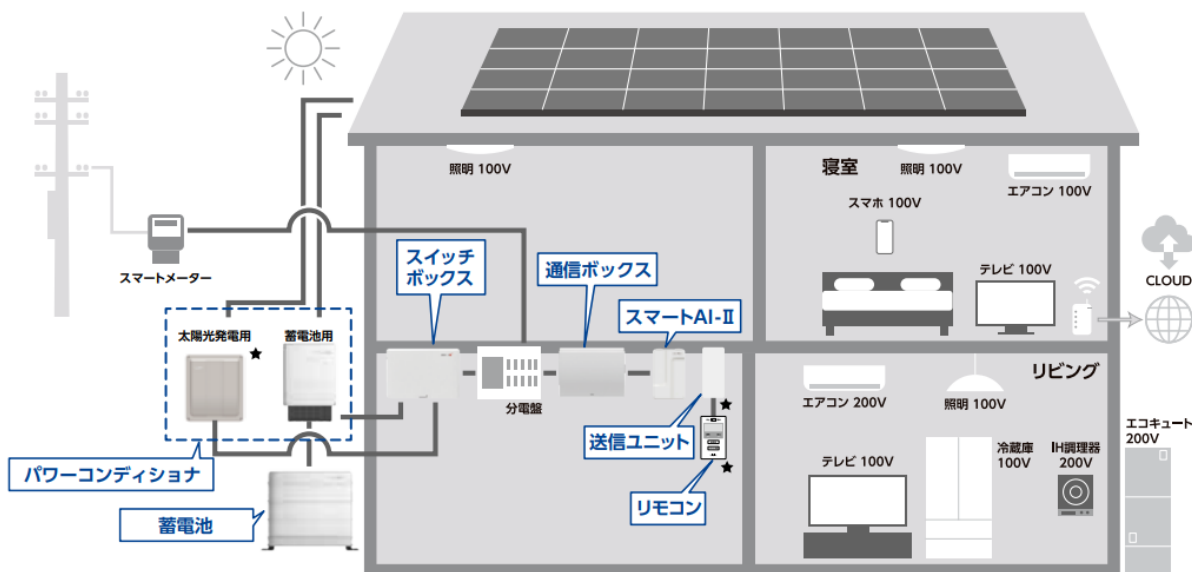 照明 100V
寝室
照明 100V
エアコン 100V
スマホ 100V
スマートメーター
スイッチ
ボックス
通信ボックス
テレビ 100V
CLOUD
スマートAI-II
太陽光発電用
★
蓄電池用
分電盤
リビング
エアコン 200V
照明 100V
★
送信ユニット
エコキュート
200V
パワーコンディショナ
テレビ 100V
冷蔵庫
100V
IH調理器
200V
★
リモコン
蓄電池